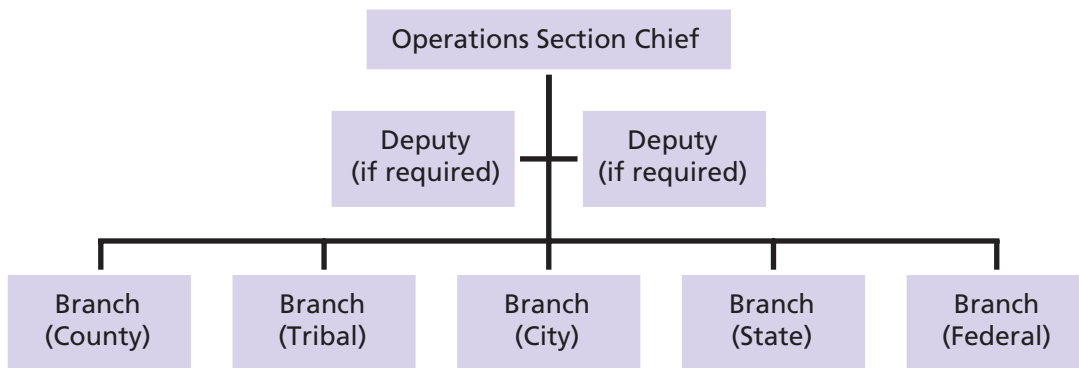 Operations Section Chief
Deputy
(if required)
Deputy
(if required)
Branch
(County)
Branch
(Tribal)
Branch
(City)
Branch
(State)
Branch
(Federal)